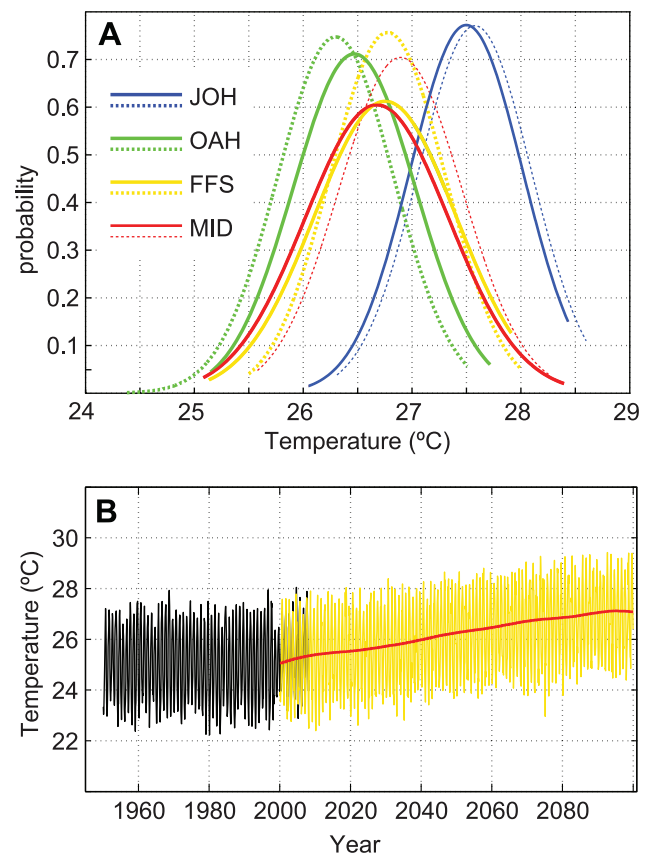 A
0.7
0.6
0.5
0.4
0.3
0.2
0.1
probability
JOH
OAH
FFS
MID
24 25 26 27 28 29
Temperature (ºC)
B
30
28
26
24
22
Temperature (ºC)
1960 1980 2000 2020 2040 2060 2080
Year